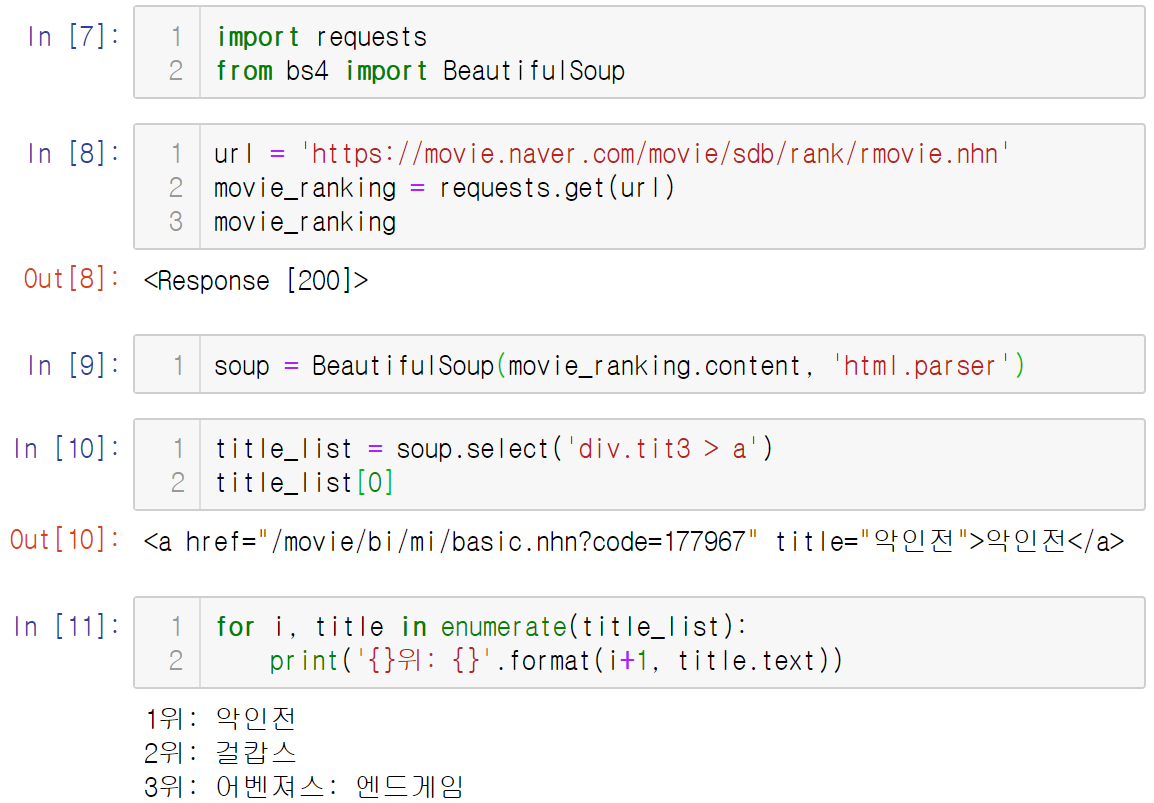 In [7]:
1 import requests
2 from bs4 import BeautifulSoup
In [8]:
1 url = 'https://movie.naver.com/movie/sdb/rank/rmovie.nhn'
2 movie_ranking = requests.get(url)
3 movie_ranking
Out[8]: <Response [200]>
In [9]:
1 soup = BeautifulSoup(movie_ranking.content, 'html.parser')
In [10]:
1 title_list = soup.select('div.tit3 > a')
2 title_list[0]
Out[10]: <a href="/movie/bi/mi/basic.nhn?code=177967" title="악인전">악인전</a>
In [11]:
1 for i, title in enumerate(title_list):
2     print('{}위: {}'.format(i+1, title.text))
1위: 악인전
2위: 걸캅스
3위: 어벤져스: 엔드게임